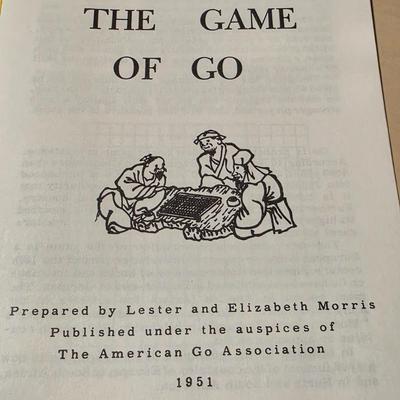 THE GAME
OF GO
Prepared by Lester and Elizabeth Morris
Published under the auspices of
The American Go Association
1951